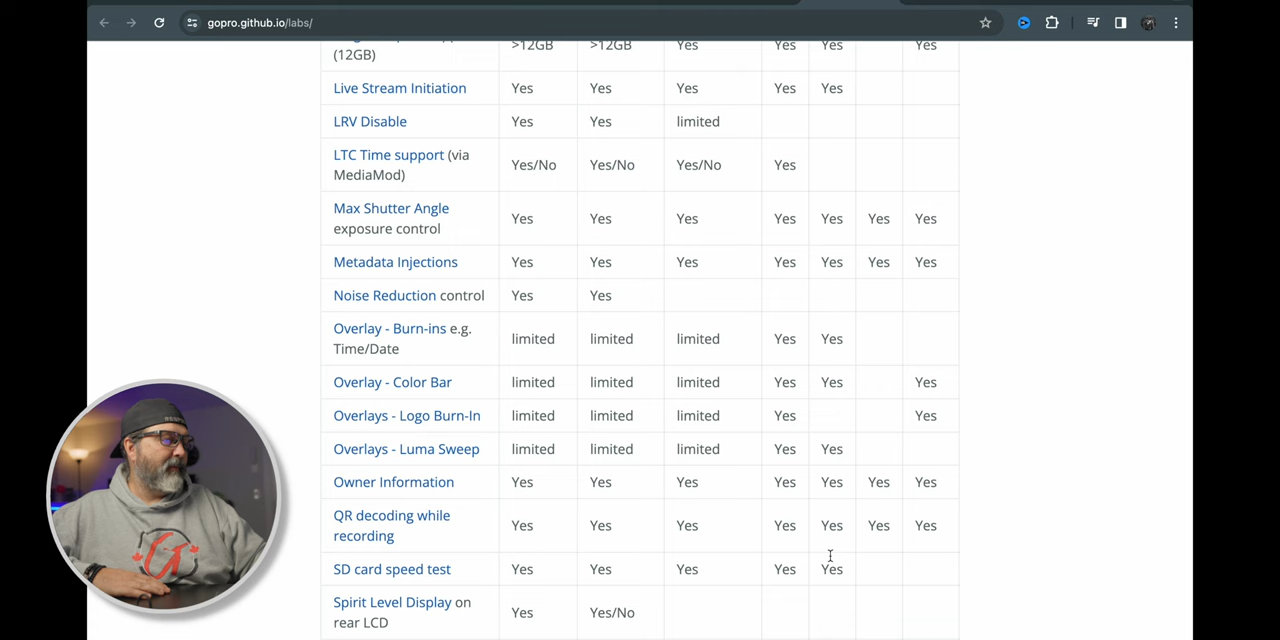 gopro.github.io/labs/
(12GB) >12GB >12GB Yes Yes Yes Yes
Live Stream Initiation Yes Yes Yes Yes Yes
LRV Disable Yes Yes limited
LTC Time support (via
MediaMod) Yes/No Yes/No Yes/No Yes
Max Shutter Angle
exposure control Yes Yes Yes Yes Yes Yes Yes
Metadata Injections Yes Yes Yes Yes Yes Yes Yes
Noise Reduction control Yes Yes
Overlay - Burn-ins e.g.
Time/Date limited limited limited Yes Yes
Overlay - Color Bar limited limited limited Yes Yes Yes
Overlays - Logo Burn-In limited limited limited Yes Yes
Overlays - Luma Sweep limited limited limited Yes Yes
Owner Information Yes Yes Yes Yes Yes Yes Yes
QR decoding while
recording Yes Yes Yes Yes Yes Yes Yes
SD card speed test Yes Yes Yes Yes Yes
Spirit Level Display on
rear LCD Yes Yes/No